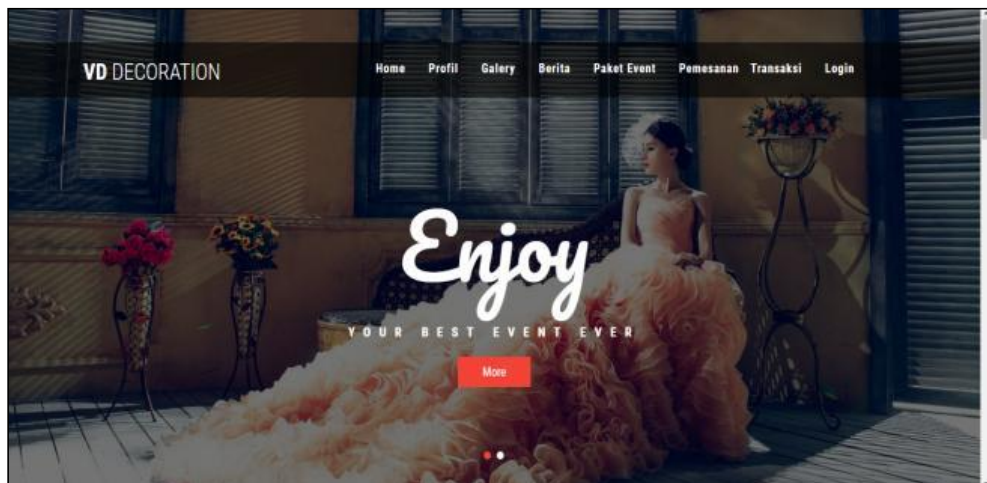 VD DECORATION
Home Profil Galery Berita Paket Event Pemesanan Transaksi Login
Enjoy
YOUR BEST EVENT EVER
More